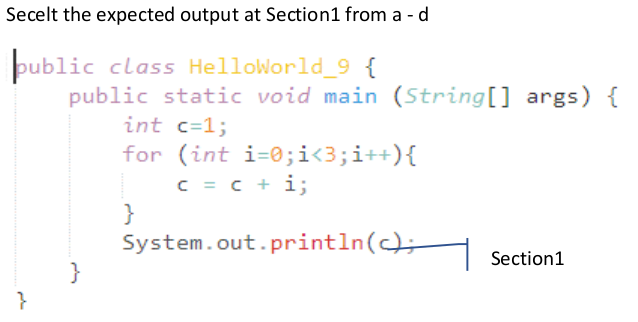 Secelt the expected output at Section1 from a - d
public class HelloWorld_9 {
public static void main (String[] args) {
int c=1;
for (int i=0;i<3;i++){
c = c + i;
}
System.out.println(c);
Section1
}
}